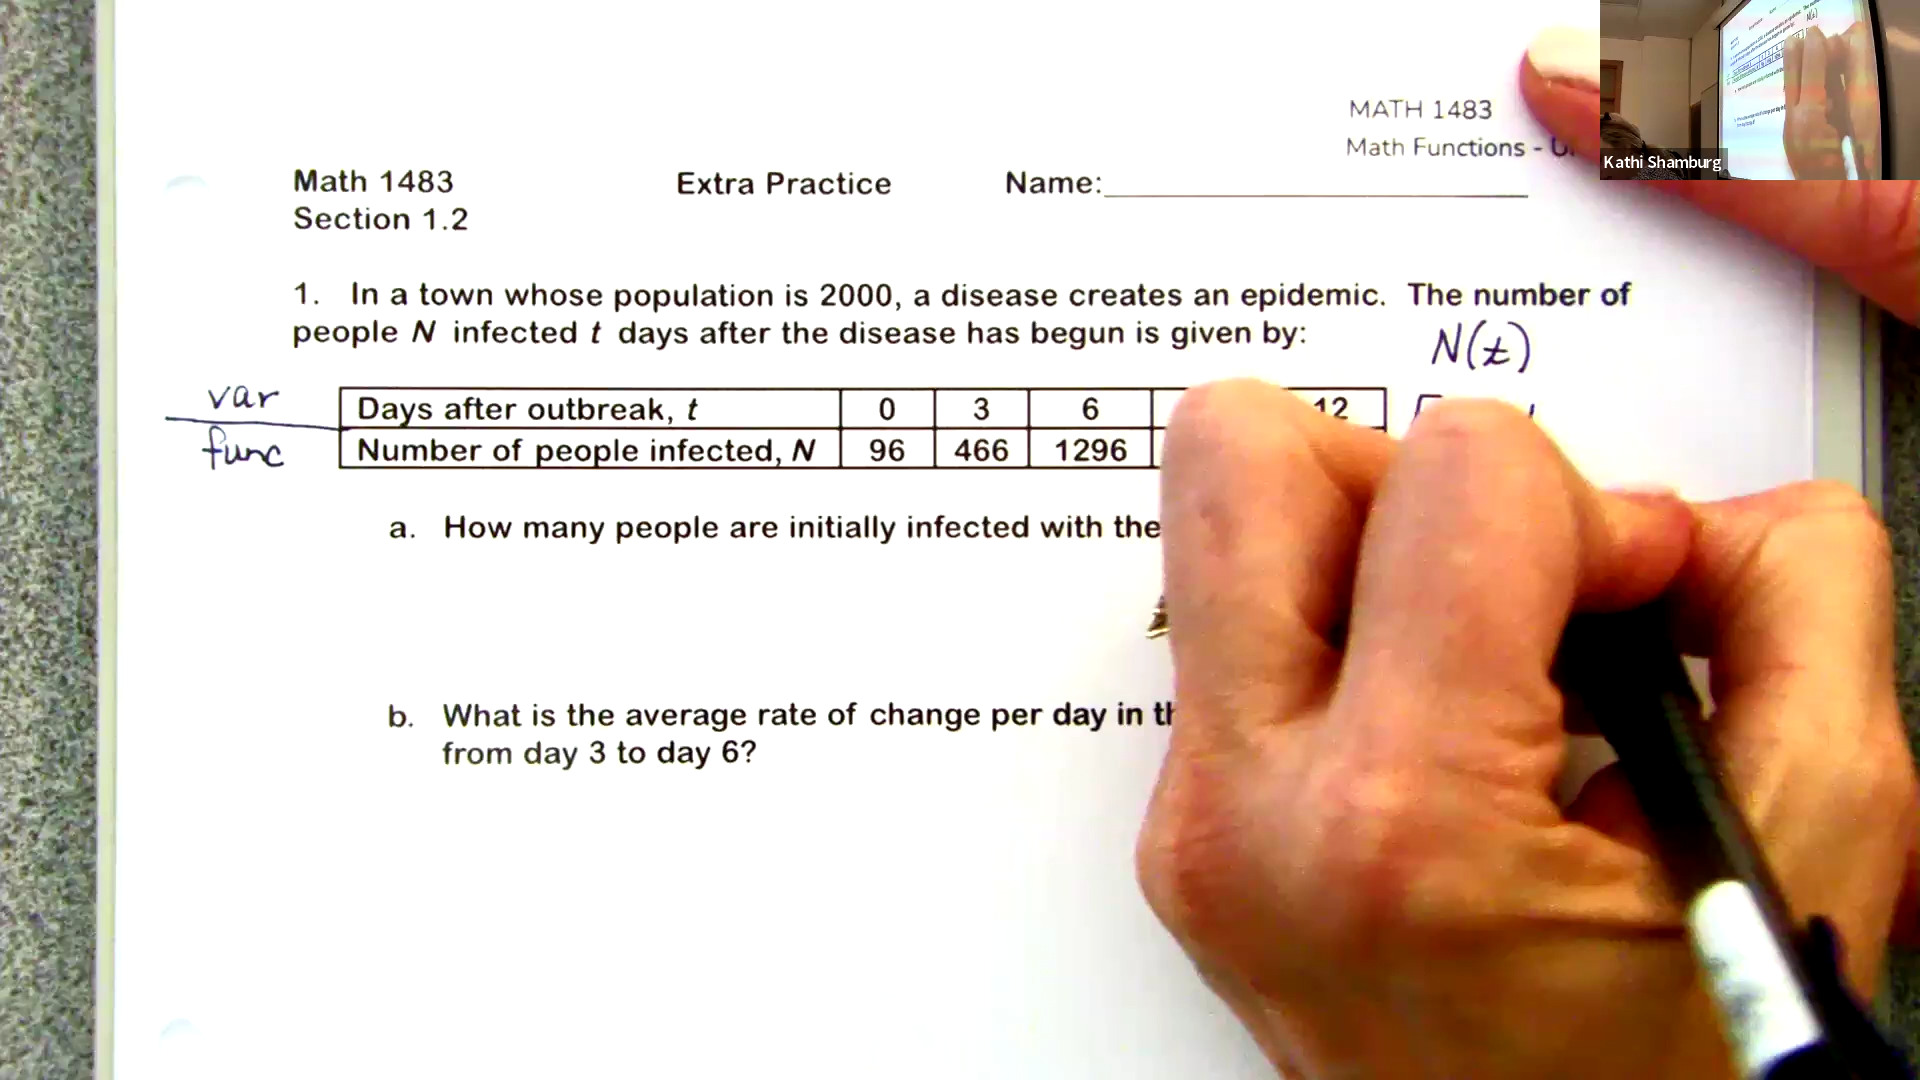 MATH 1483
Math Functions -
Kathi Shamburg
Math 1483 Extra Practice Name:
Section 1.2
1. In a town whose population is 2000, a disease creates an epidemic. The number of
people N infected t days after the disease has begun is given by:
N(t)
var
Days after outbreak, t 0 3 6 12
func
Number of people infected, N 96 466 1296
a. How many people are initially infected with the
b. What is the average rate of change per day in
from day 3 to day 6?